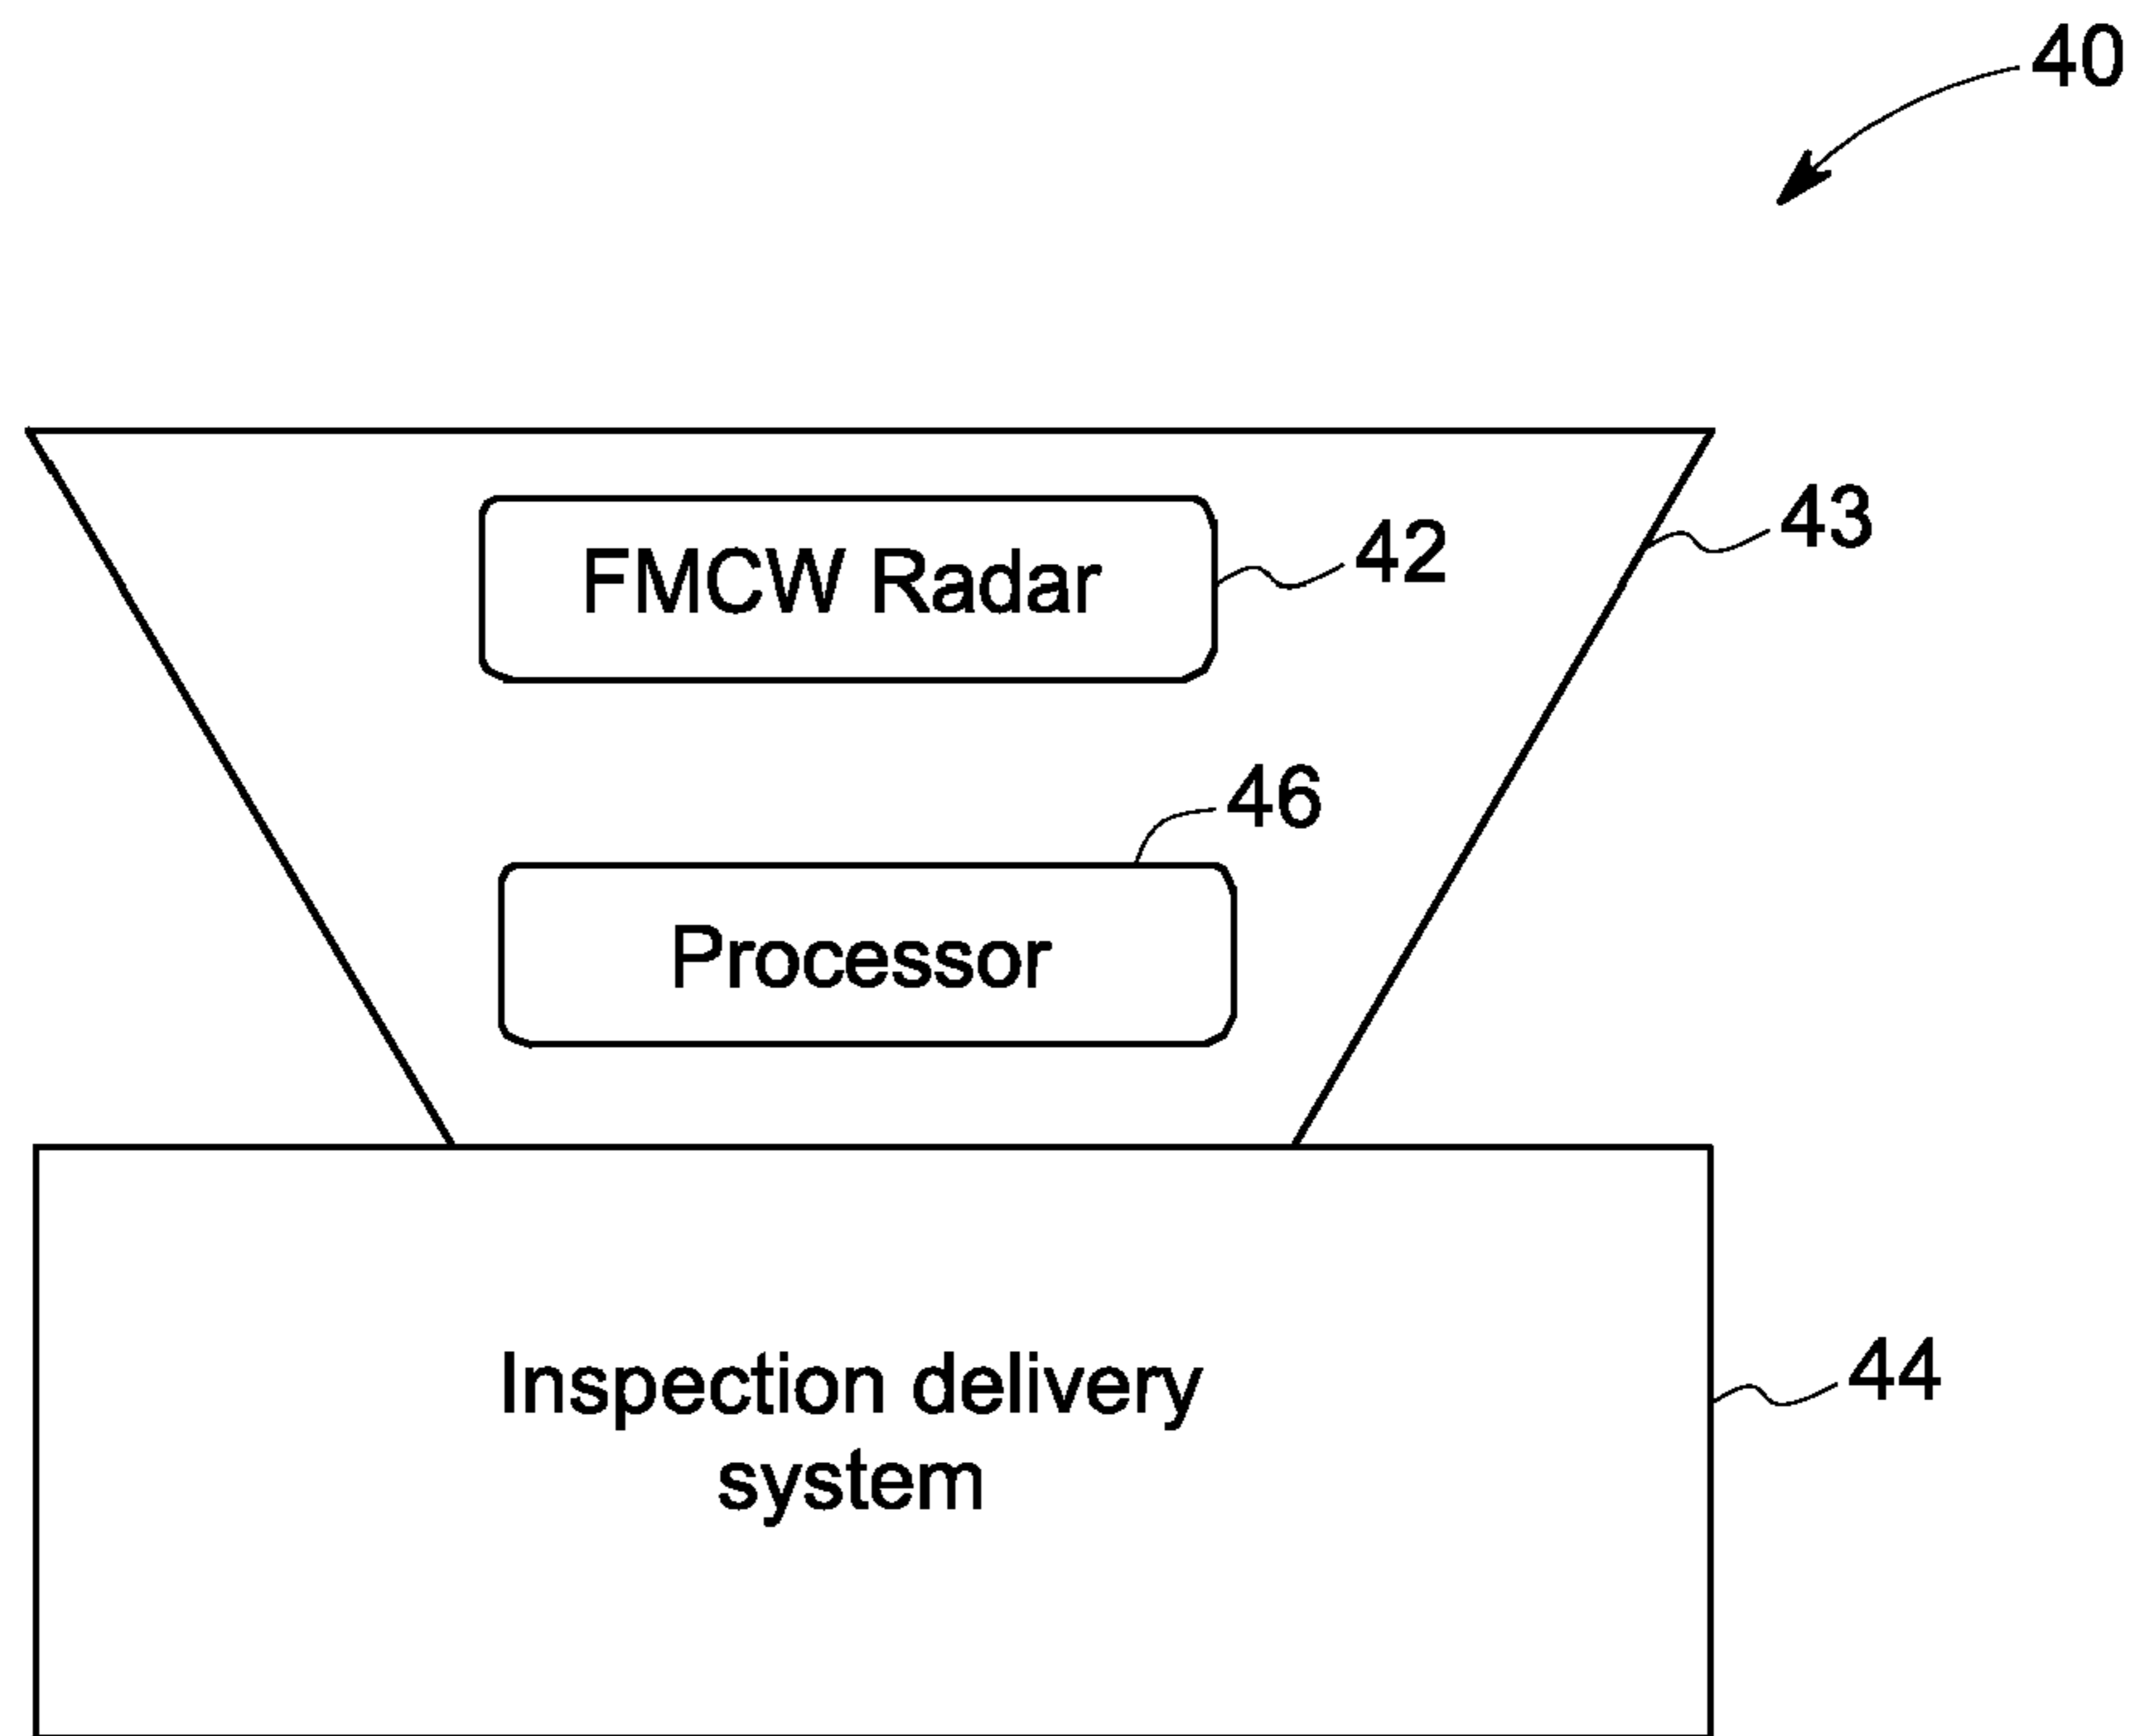 40
43
FMCW Radar
42
46
Processor
Inspection delivery
system
44